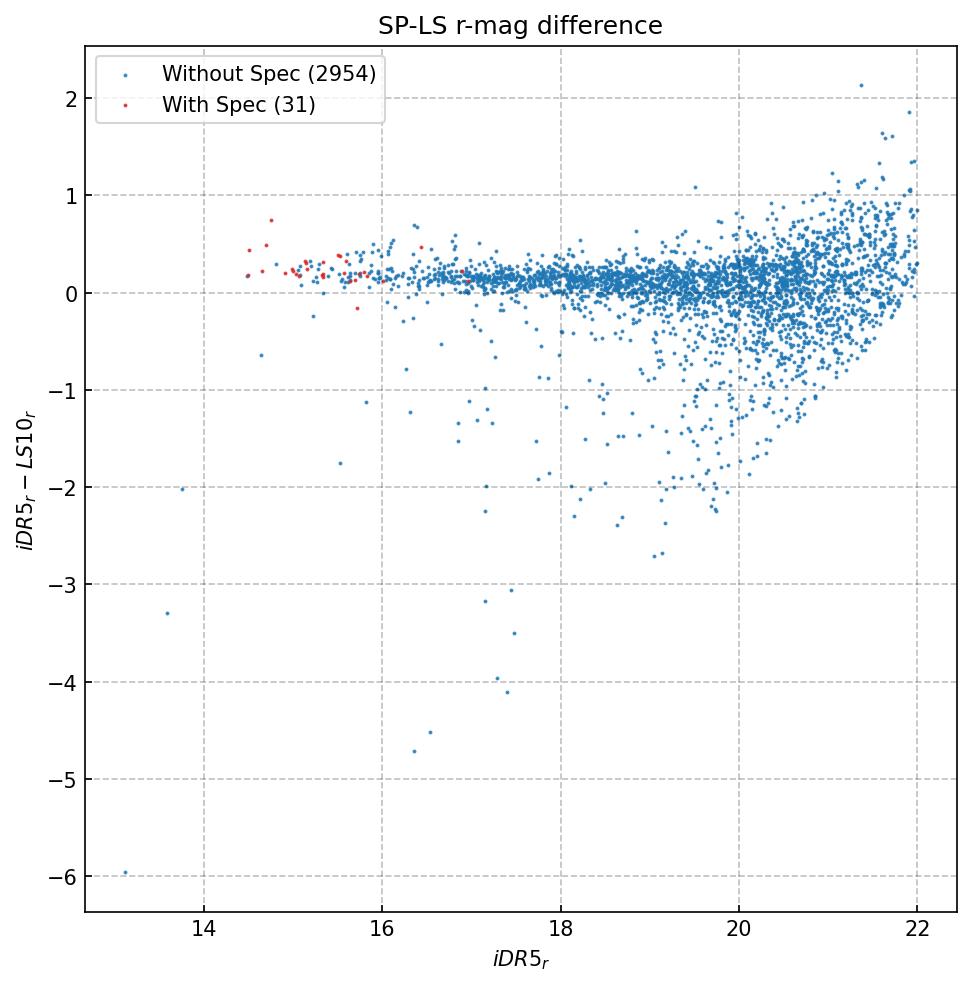 SP-LS r-mag difference
Without Spec (2954)
With Spec (31)
2
1
0
−1
−2
−3
−4
−5
−6
iDR5r − LS10r
14 16 18 20 22
iDR5r